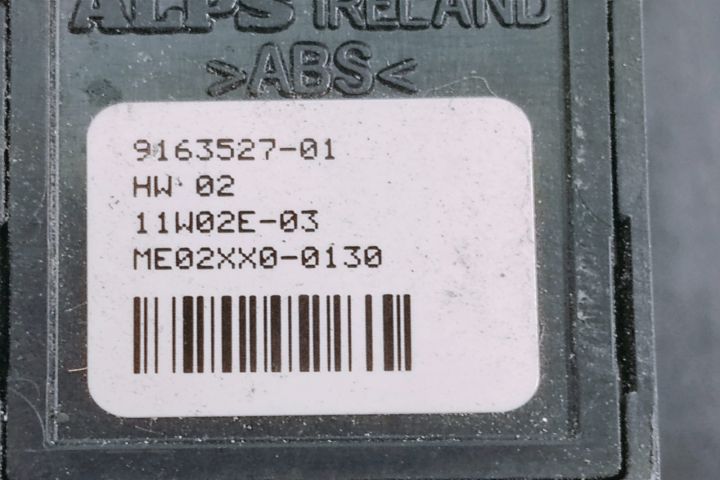 ALPS IRELAND
>ABS<
9163527-01
HW 02
11W02E-03
ME02XX0-0130